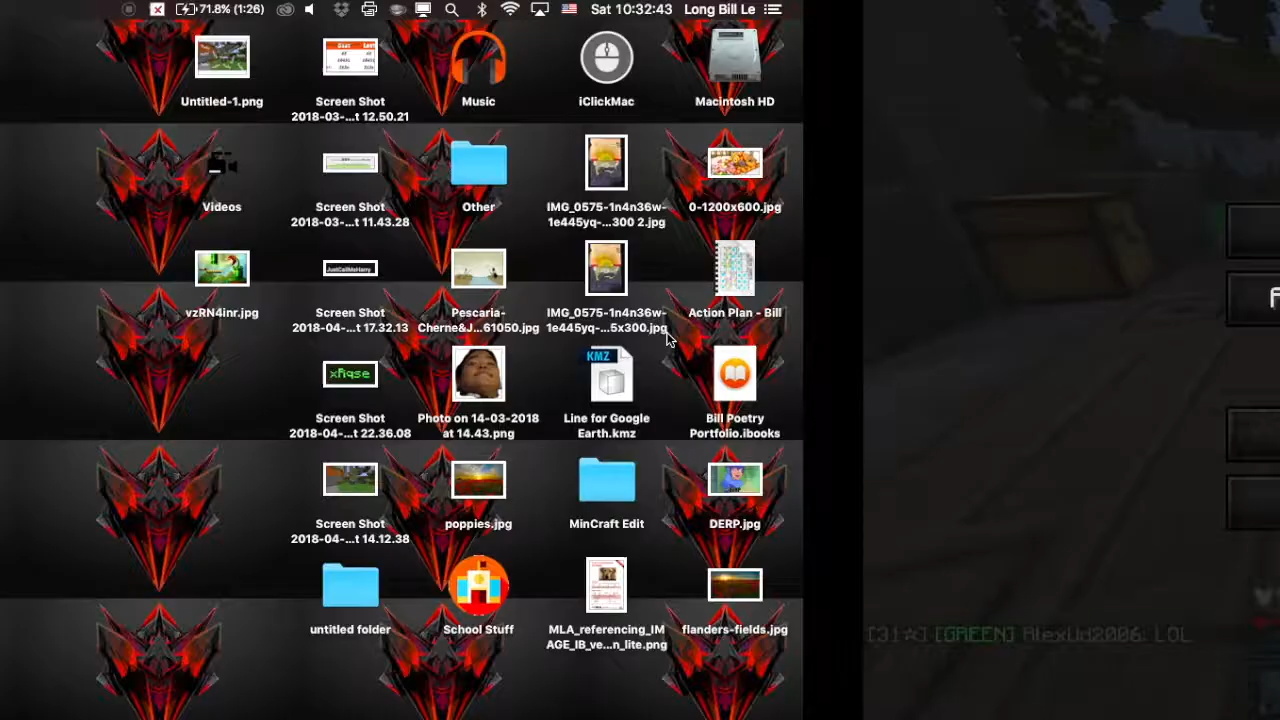 71.8% (1:26) Sat 10:32:43 Long Bill Le
Untitled-1.png
Screen Shot
2018-03-...t 12.50.21
Music
iClickMac
Macintosh HD
Videos
Screen Shot
2018-03-...t 11.43.28
Other
IMG_0575-1n4n36w-
1e445yq-...300 2.jpg
0-1200x600.jpg
vzRN4inr.jpg
JustCallMeHarry
Screen Shot
2018-04-...t 17.32.13
Pescaria-
Cherne&J...61050.jpg
IMG_0575-1n4n36w-
1e445yq-...5x300.jpg
Action Plan - Bill
xRqse
Screen Shot
2018-04-...t 22.36.08
Photo on 14-03-2018
at 14.43.png
KMZ
Line for Google
Earth.kmz
Bill Poetry
Portfolio.ibooks
Screen Shot
2018-04-...t 14.12.38
poppies.jpg
MinCraft Edit
DERP.jpg
untitled folder
School Stuff
MLA_referencing_IM
AGE_IB_ve...n_lite.png
flanders-fields.jpg
[31☆] [GREEN] AlexUd2006: LOL